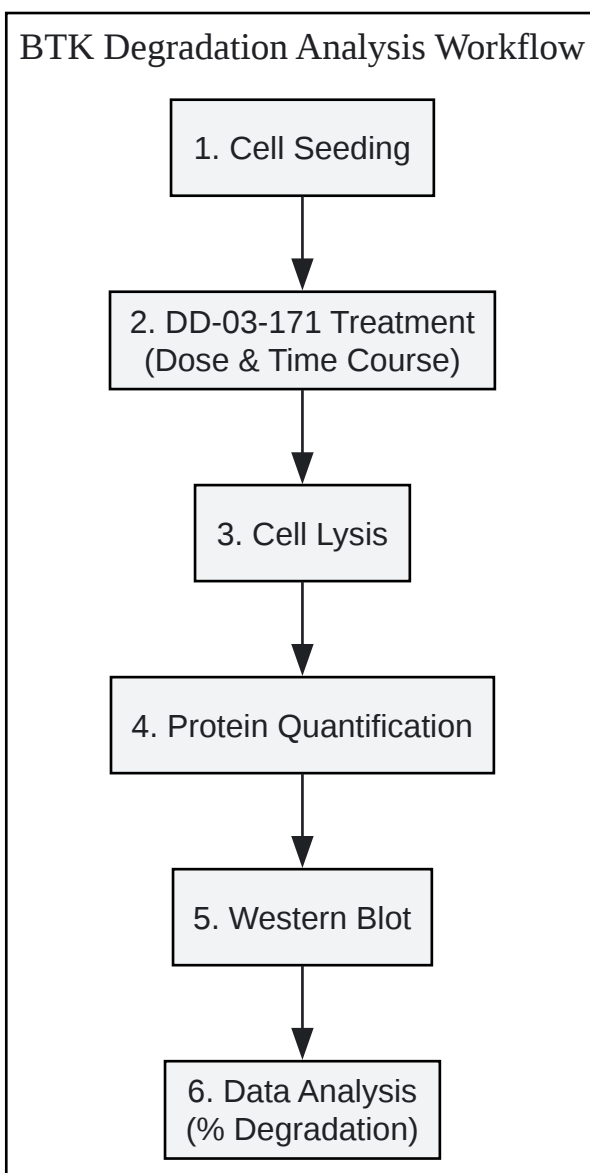 BTK Degradation Analysis Workflow
1. Cell Seeding
2. DD-03-171 Treatment
(Dose & Time Course)
3. Cell Lysis
4. Protein Quantification
5. Western Blot
6. Data Analysis
(% Degradation)